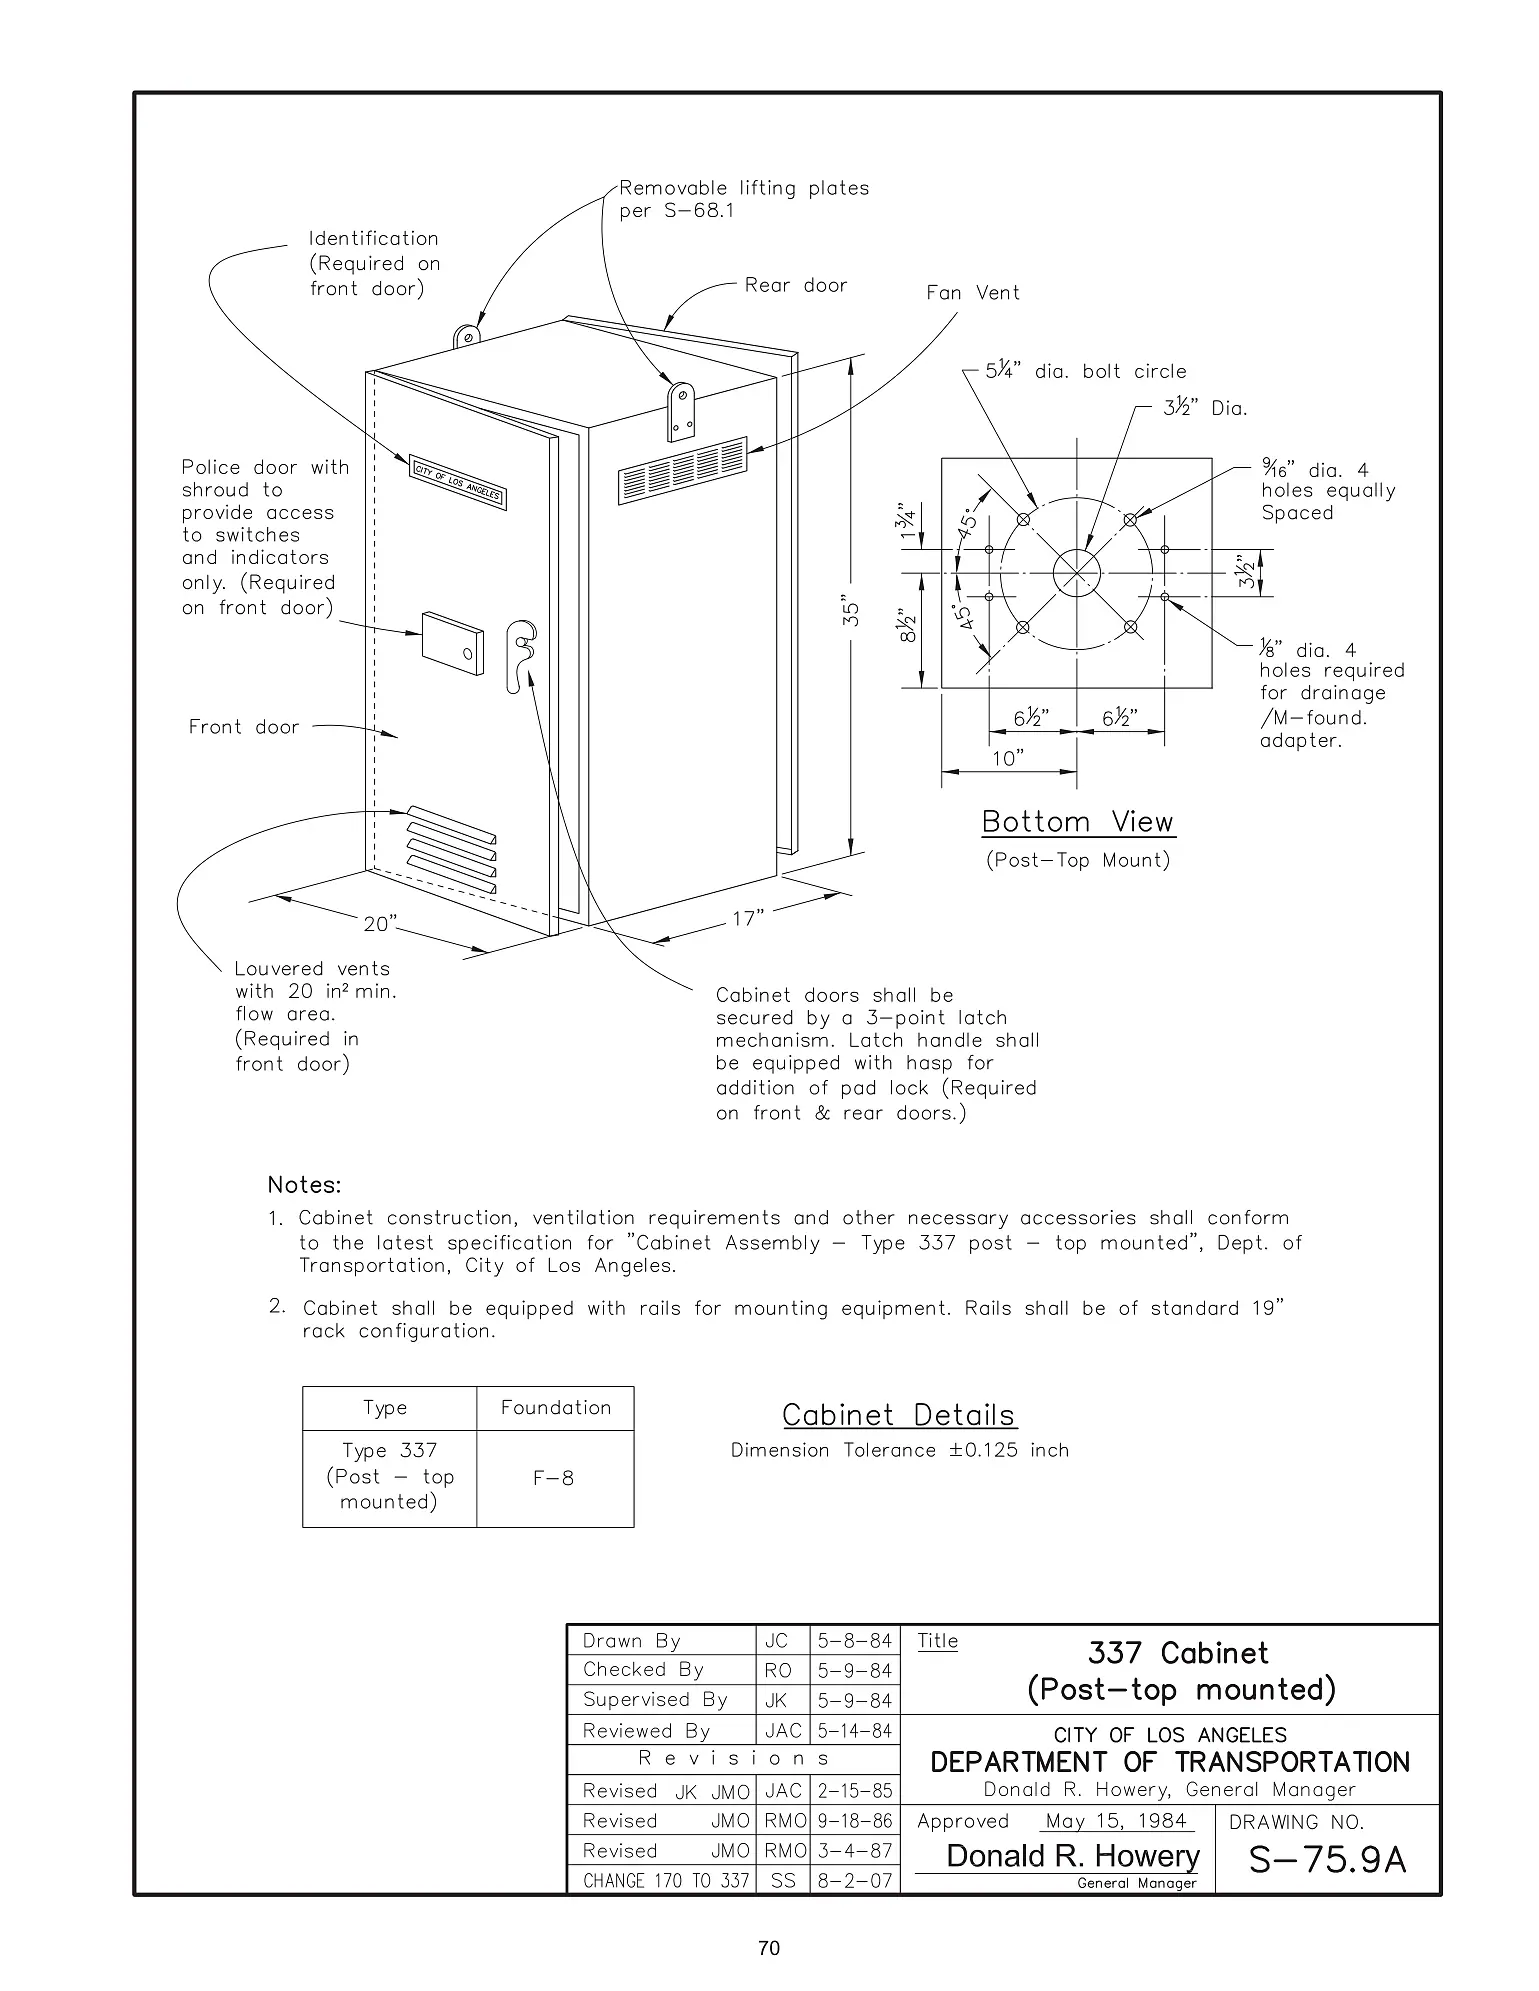 Removable lifting plates
per S-68.1
Identification
(Required on
front door)
Rear door
Fan Vent
5¼” dia. bolt circle
3½” Dia.
Police door with
shroud to
provide access
to switches
and indicators
only. (Required
on front door)
CITY OF LOS ANGELES
9⁄16” dia. 4
holes equally
Spaced
1¾”
45°
3½”
35”
8½”
45°
⅛” dia. 4
holes required
for drainage
/M-found.
adapter.
Front door
6½” 6½”
10”
Bottom View
(Post-Top Mount)
20”
17”
Louvered vents
with 20 in² min.
flow area.
(Required in
front door)
Cabinet doors shall be
secured by a 3-point latch
mechanism. Latch handle shall
be equipped with hasp for
addition of pad lock (Required
on front & rear doors.)
Notes:
1. Cabinet construction, ventilation requirements and other necessary accessories shall conform
to the latest specification for ”Cabinet Assembly - Type 337 post - top mounted”, Dept. of
Transportation, City of Los Angeles.
2. Cabinet shall be equipped with rails for mounting equipment. Rails shall be of standard 19”
rack configuration.
Type Foundation
Type 337
(Post - top
mounted)
F-8
Cabinet Details
Dimension Tolerance ±0.125 inch
Drawn By JC 5-8-84
Checked By RO 5-9-84
Supervised By JK 5-9-84
Reviewed By JAC 5-14-84
Revisions
Revised JK JMO JAC 2-15-85
Revised JMO RMO 9-18-86
Revised JMO RMO 3-4-87
CHANGE 170 TO 337 SS 8-2-07
Title
337 Cabinet
(Post-top mounted)
CITY OF LOS ANGELES
DEPARTMENT OF TRANSPORTATION
Donald R. Howery, General Manager
Approved May 15, 1984
Donald R. Howery
General Manager
DRAWING NO.
S-75.9A
70